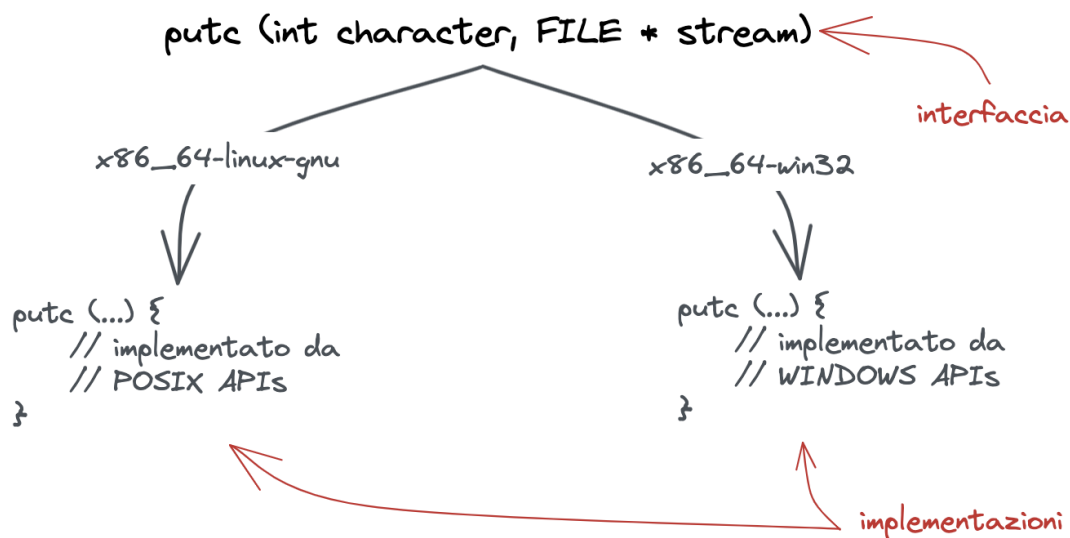 putc (int character, FILE * stream)
interfaccia
x86_64-linux-gnu
x86_64-win32
putc (...) {
// implementato da
// POSIX APIs
}
putc (...) {
// implementato da
// WINDOWS APIs
}
implementazioni